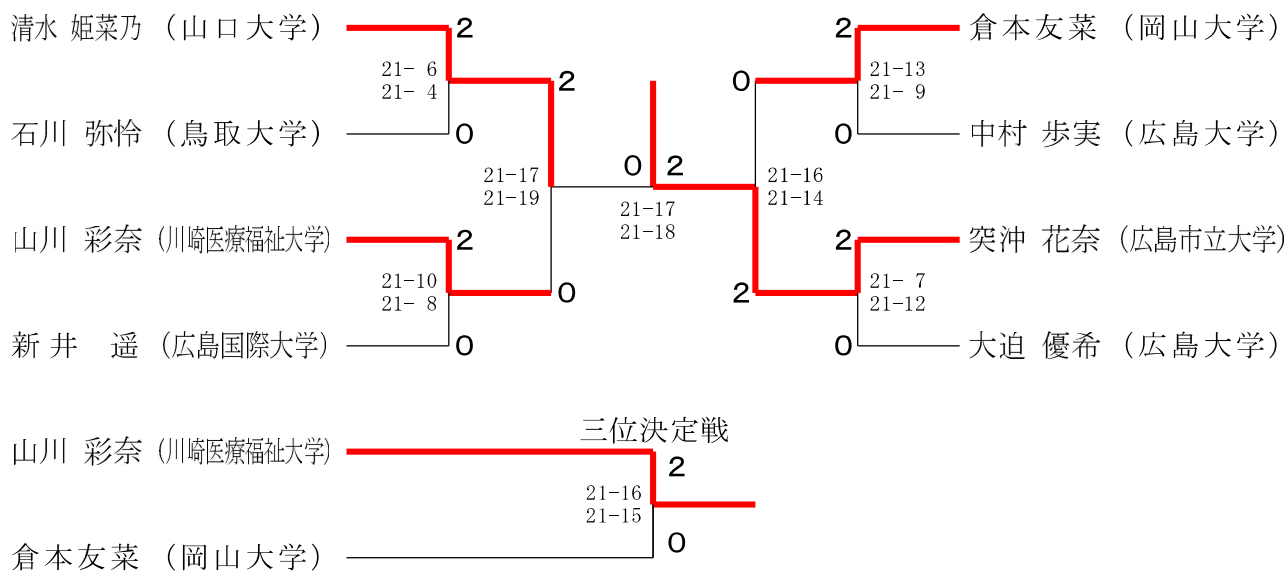 清水 姫菜乃 (山口大学) 2 2 倉本友菜 (岡山大学)
21- 6 21-13
21- 4 2 0 21- 9
石川 弥怜 (鳥取大学) 0 0 中村 歩実 (広島大学)
21-17 0 2 21-16
21-19 21-17 21-14
21-18
山川 彩奈 (川崎医療福祉大学) 2 2 突沖 花奈 (広島市立大学)
21-10 21- 7
21- 8 0 2 21-12
新井 遥 (広島国際大学) 0 0 大迫 優希 (広島大学)
三位決定戦
山川 彩奈 (川崎医療福祉大学) 2
21-16
21-15
倉本友菜 (岡山大学) 0